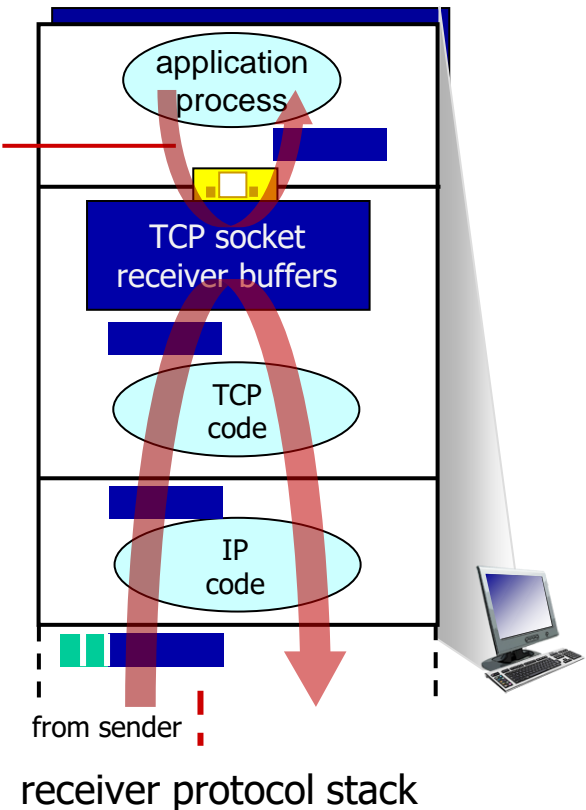 application
process
TCP socket
receiver buffers
TCP
code
IP
code
from sender
receiver protocol stack